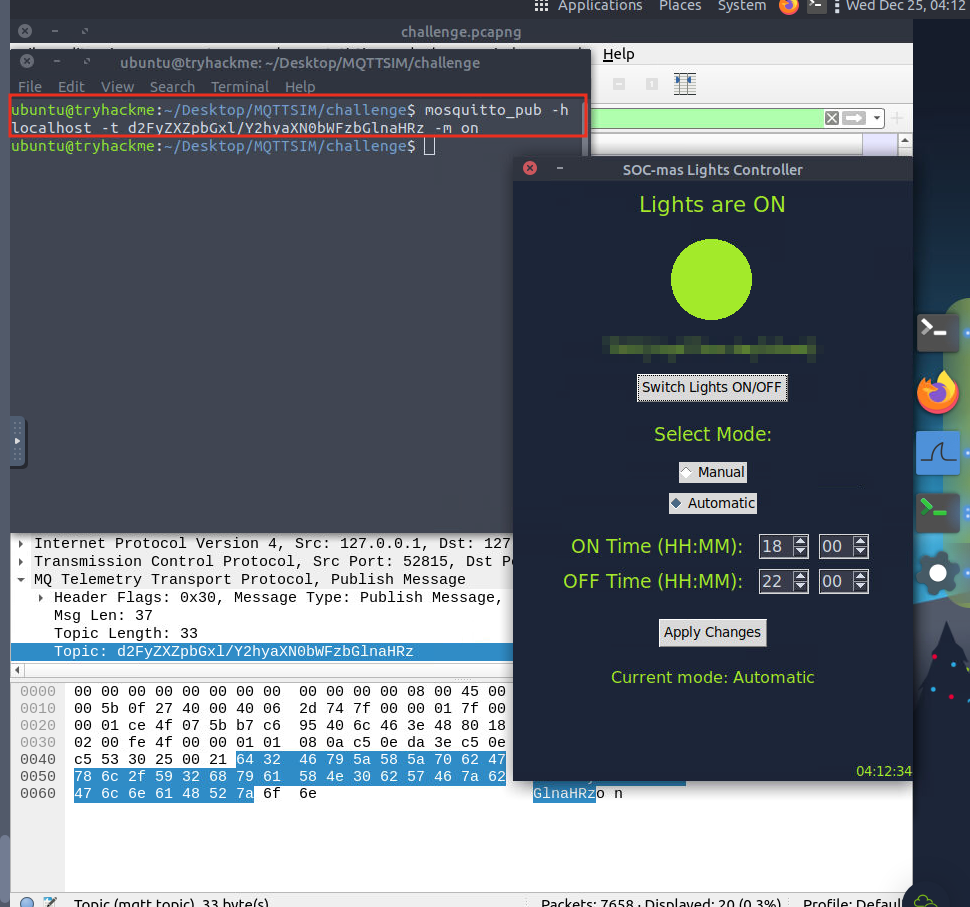 Applications Places System Wed Dec 25, 04:12
challenge.pcapng
Help
ubuntu@tryhackme: ~/Desktop/MQTTSIM/challenge
File Edit View Search Terminal Help
ubuntu@tryhackme:~/Desktop/MQTTSIM/challenge$ mosquitto_pub -h
localhost -t d2FyZXZpbGxl/Y2hyaXN0bWFzbGlnaHRz -m on
ubuntu@tryhackme:~/Desktop/MQTTSIM/challenge$
SOC-mas Lights Controller
Lights are ON
Switch Lights ON/OFF
Select Mode:
Manual
Automatic
ON Time (HH:MM): 18 00
OFF Time (HH:MM): 22 00
Apply Changes
Current mode: Automatic
04:12:34
Internet Protocol Version 4, Src: 127.0.0.1, Dst: 127
Transmission Control Protocol, Src Port: 52815, Dst P
MQ Telemetry Transport Protocol, Publish Message
Header Flags: 0x30, Message Type: Publish Message,
Msg Len: 37
Topic Length: 33
Topic: d2FyZXZpbGxl/Y2hyaXN0bWFzbGlnaHRz
0000 00 00 00 00 00 00 00 00 00 00 00 00 08 00 45 00
0010 00 5b 0f 27 40 00 40 06 2d 74 7f 00 00 01 7f 00
0020 00 01 ce 4f 07 5b b7 c6 95 40 6c 46 3e 48 80 18
0030 02 00 fe 4f 00 00 01 01 08 0a c5 0e da 3e c5 0e
0040 c5 53 30 25 00 21 64 32 46 79 5a 58 5a 70 62 47
0050 78 6c 2f 59 32 68 79 61 58 4e 30 62 57 46 7a 62
0060 47 6c 6e 61 48 52 7a 6f 6e GlnaHRzo n
Topic (mqtt.topic), 33 byte(s) Packets: 7658 · Displayed: 20 (0.3%) Profile: Defaul